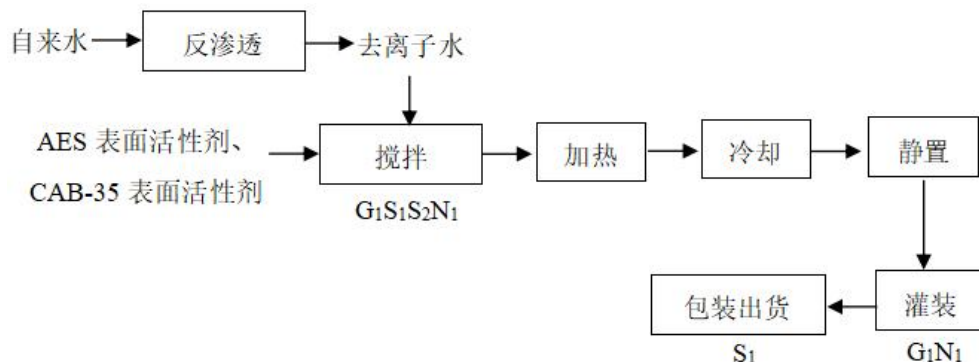 自来水
反渗透
去离子水
AES 表面活性剂、
CAB-35 表面活性剂
搅拌
加热
冷却
静置
G₁S₁S₂N₁
包装出货
灌装
S₁
G₁N₁